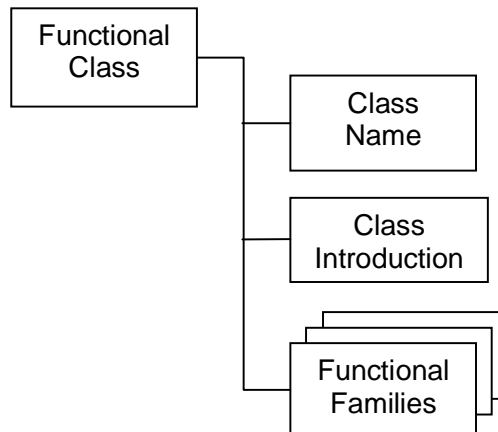 Functional
Class
Class
Name
Class
Introduction
Functional
Families